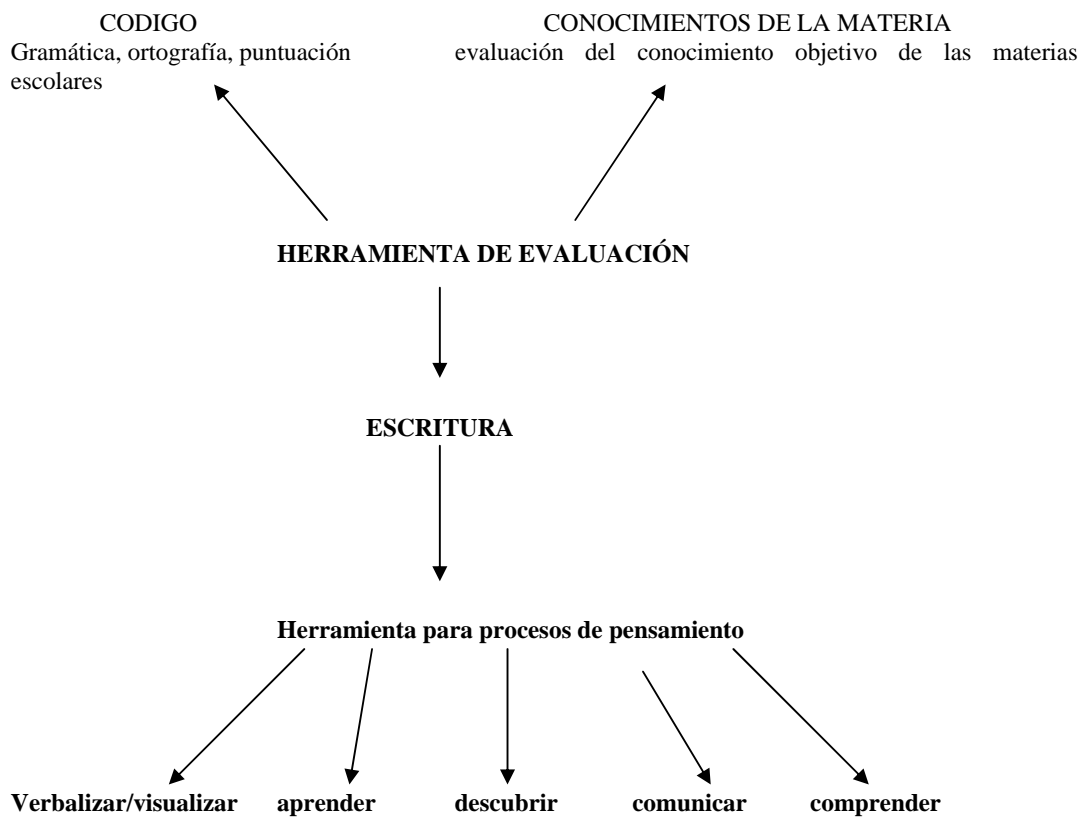 CODIGO CONOCIMIENTOS DE LA MATERIA
Gramática, ortografía, puntuación evaluación del conocimiento objetivo de las materias
escolares
HERRAMIENTA DE EVALUACIÓN
ESCRITURA
Herramienta para procesos de pensamiento
Verbalizar/visualizar aprender descubrir comunicar comprender